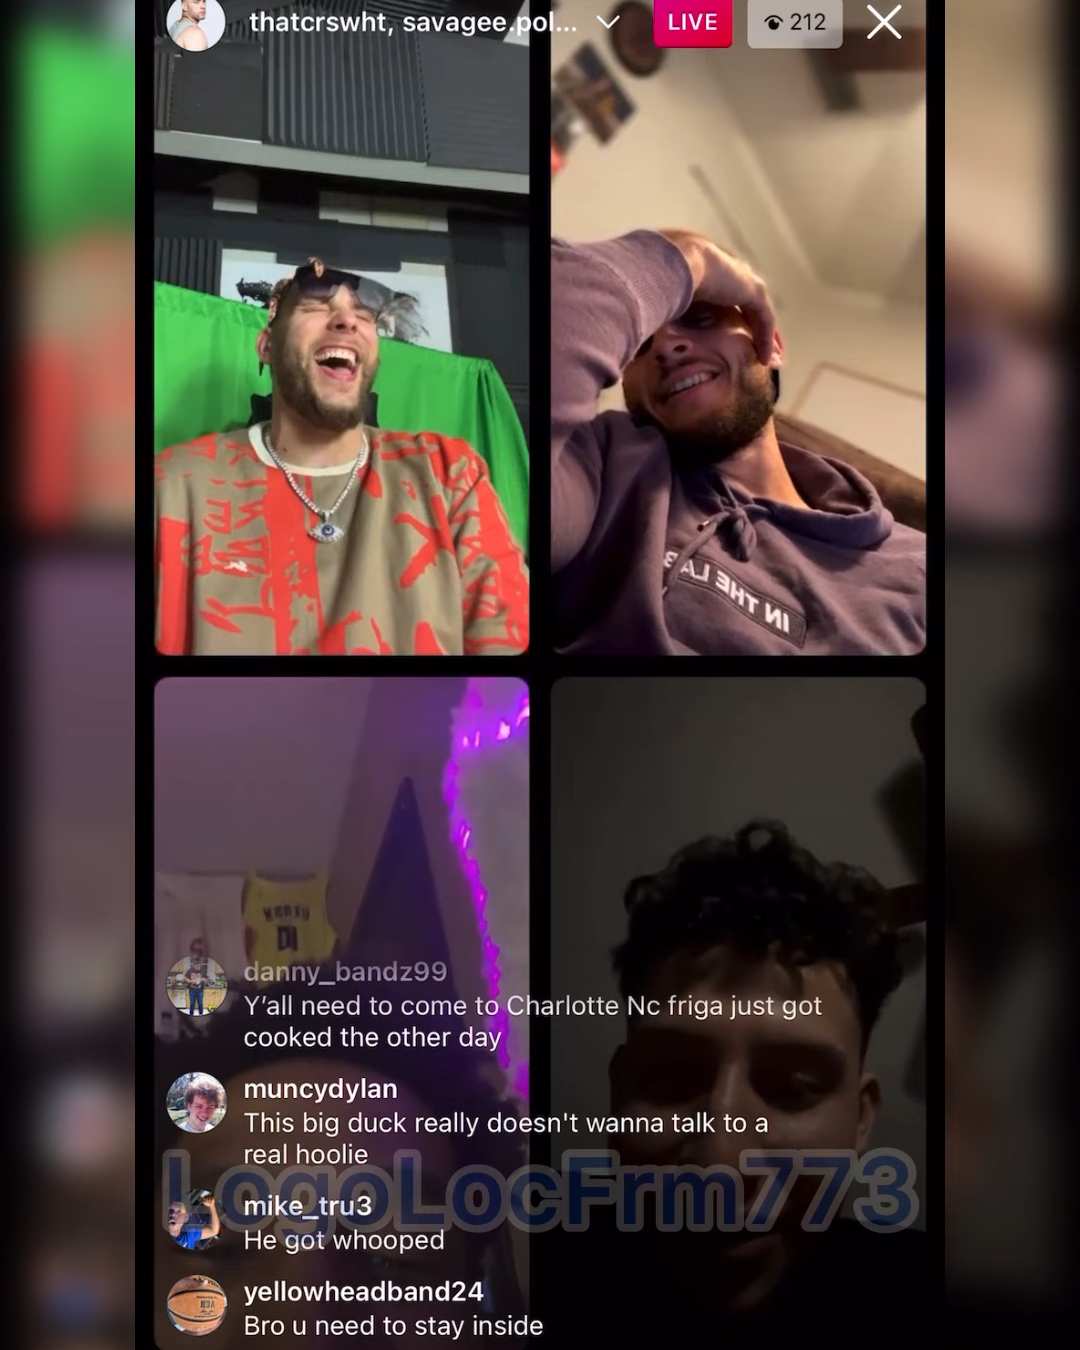 thatcrswht, savagee.pol...
LIVE
212
IN THE LAB
danny_bandz99
Y'all need to come to Charlotte Nc friga just got
cooked the other day
muncydylan
This big duck really doesn't wanna talk to a
real hoolie
LogoLocFrm773
mike_tru3
He got whooped
yellowheadband24
Bro u need to stay inside